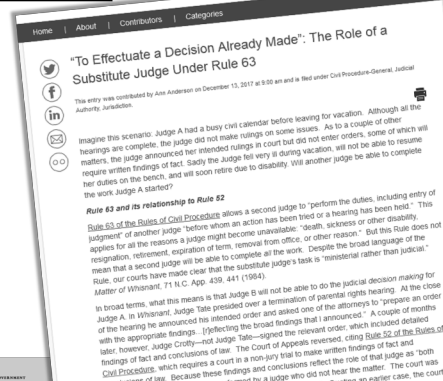 Home | About | Contributors | Categories
"To Effectuate a Decision Already Made": The Role of a
Substitute Judge Under Rule 63
This entry was contributed by Ann Anderson on December 13, 2017 at 9:00 am and is filed under Civil Procedure-General, Judicial
Authority, Jurisdiction.
Imagine this scenario: Judge A had a busy civil calendar before leaving for vacation. Although all the
hearings are complete, the judge did not make rulings on some issues. As to a couple of other
matters, the judge announced her intended rulings in court but did not enter orders, some of which will
require written findings of fact. Sadly the Judge fell very ill during vacation, will not be able to resume
her duties on the bench, and will soon retire due to disability. Will another judge be able to complete
the work Judge A started?
Rule 63 and its relationship to Rule 52
Rule 63 of the Rules of Civil Procedure allows a second judge to "perform the duties, including entry of
judgment" of another judge "before whom an action has been tried or a hearing has been held." This
applies for all the reasons a judge might become unavailable: "death, sickness or other disability,
resignation, retirement, expiration of term, removal from office, or other reason." But this Rule does not
mean that a second judge will be able to complete all the work. Despite the broad language of the
Rule, our courts have made clear that the substitute judge's task is "ministerial rather than judicial."
Matter of Whisnant, 71 N.C. App. 439, 441 (1984).
In broad terms, what this means is that Judge B will not be able to do the judicial decision making for
Judge A. In Whisnant, Judge Tate presided over a termination of parental rights hearing. At the close
of the hearing he announced his intended order and asked one of the attorneys to "prepare an order
with the appropriate findings…[r]eflecting the broad findings that I announced." A couple of months
later, however, Judge Crotty—not Judge Tate—signed the relevant order, which included detailed
findings of fact and conclusions of law. The Court of Appeals reversed, citing Rule 52 of the Rules of
Civil Procedure, which requires a court in a non-jury trial to make written findings of fact and
of law. Because these findings and conclusions reflect the role of that judge as "both
by a judge who did not hear the matter. The court was
an earlier case, the cou